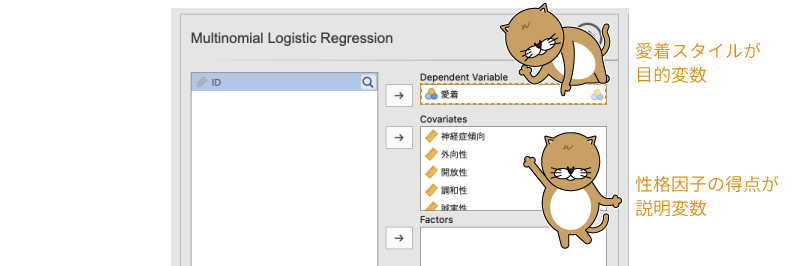 Multinomial Logistic Regression
ID
Dependent Variable
愛着
Covariates
神経症傾向
外向性
開放性
調和性
誠実性
Factors
愛着スタイルが
目的変数
性格因子の得点が
説明変数